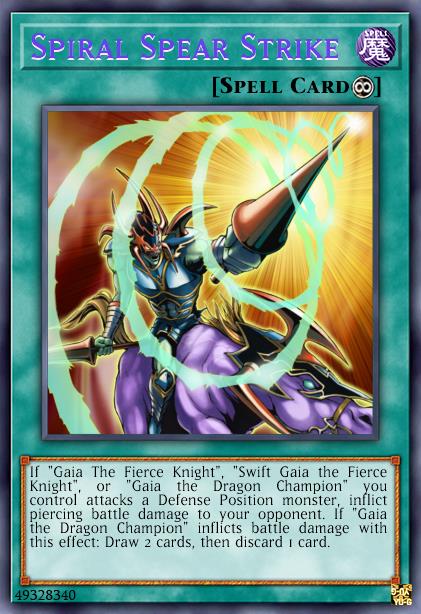 Spiral Spear Strike
SPELL
魔
[Spell Card]
If "Gaia The Fierce Knight", "Swift Gaia the Fierce
Knight", or "Gaia the Dragon Champion" you
control attacks a Defense Position monster, inflict
piercing battle damage to your opponent. If "Gaia
the Dragon Champion" inflicts battle damage with
this effect: Draw 2 cards, then discard 1 card.
49328340